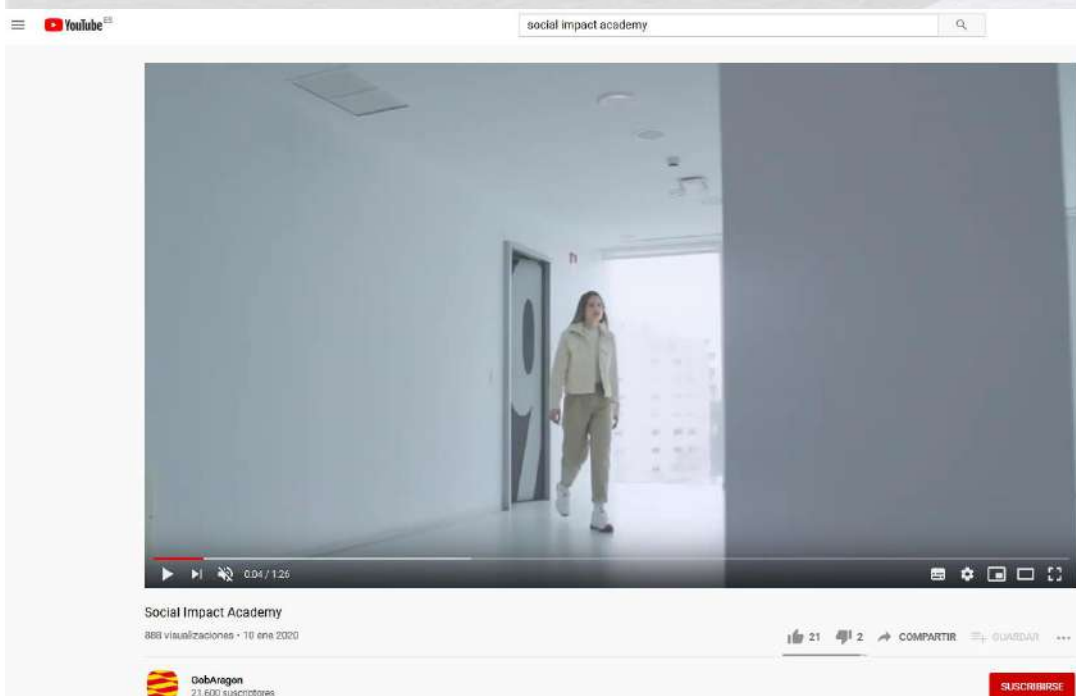 YouTube ES
social impact academy
0:04 / 1:26
Social Impact Academy
888 visualizaciones • 10 ene 2020
21
2
COMPARTIR
GUARDAR
GobAragon
21.600 suscriptores
SUSCRIBIRSE